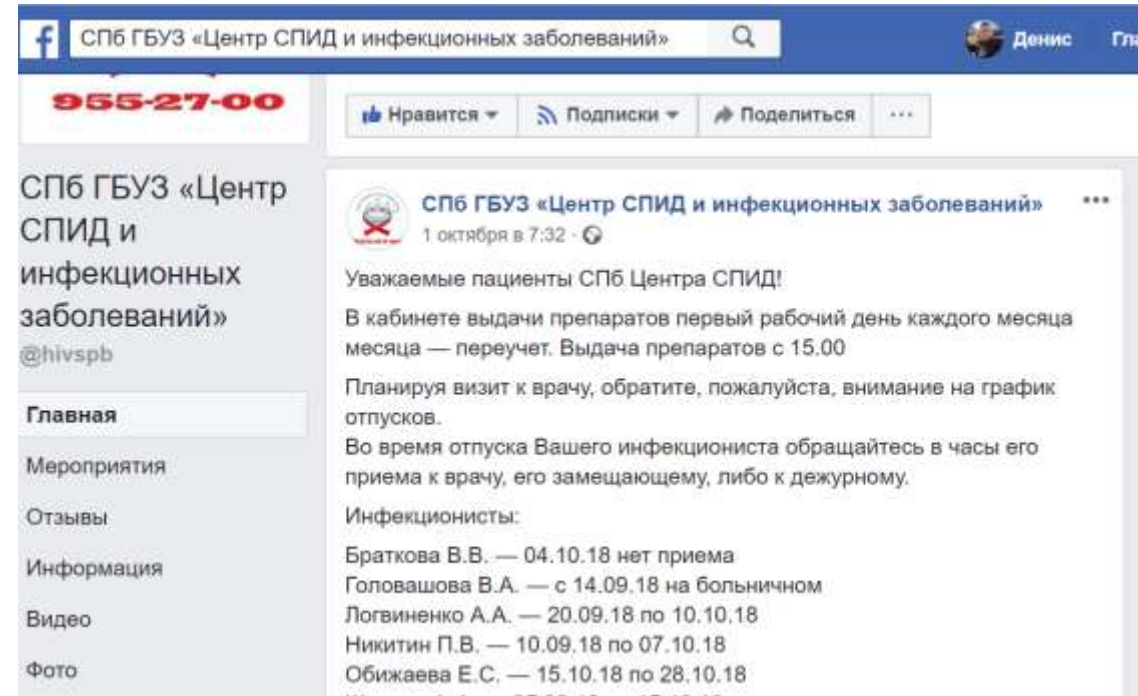 СПб ГБУЗ «Центр СПИД и инфекционных заболеваний»
Денис
Гла
955-27-00
Нравится
Подписки
Поделиться
СПб ГБУЗ «Центр
СПИД и
инфекционных
заболеваний»
@hivspb
Главная
Мероприятия
Отзывы
Информация
Видео
Фото
СПб ГБУЗ «Центр СПИД и инфекционных заболеваний»
1 октября в 7:32 ·
Уважаемые пациенты СПб Центра СПИД!
В кабинете выдачи препаратов первый рабочий день каждого месяца
месяца — переучет. Выдача препаратов с 15.00
Планируя визит к врачу, обратите, пожалуйста, внимание на график
отпусков.
Во время отпуска Вашего инфекциониста обращайтесь в часы его
приема к врачу, его замещающему, либо к дежурному.
Инфекционисты:
Браткова В.В. — 04.10.18 нет приема
Головашова В.А. — с 14.09.18 на больничном
Логвиненко А.А. — 20.09.18 по 10.10.18
Никитин П.В. — 10.09.18 по 07.10.18
Обижаева Е.С. — 15.10.18 по 28.10.18